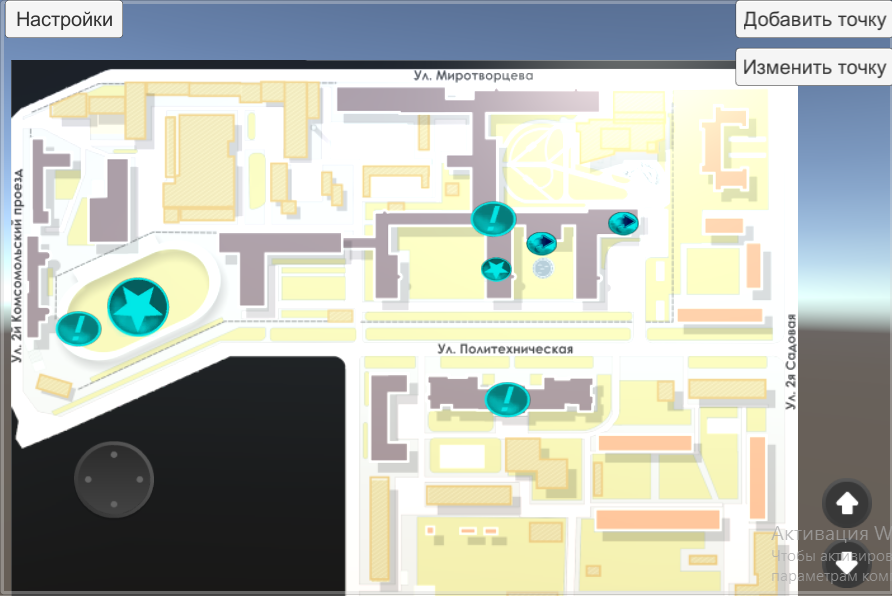 Настройки
Добавить точку
Ул. Миротворцева
Изменить точку
Ул. 2й Комсомольский проезд
Ул. 2я Садовая
Ул. Политехническая
Активация W
Чтобы активиров
параметрам ком